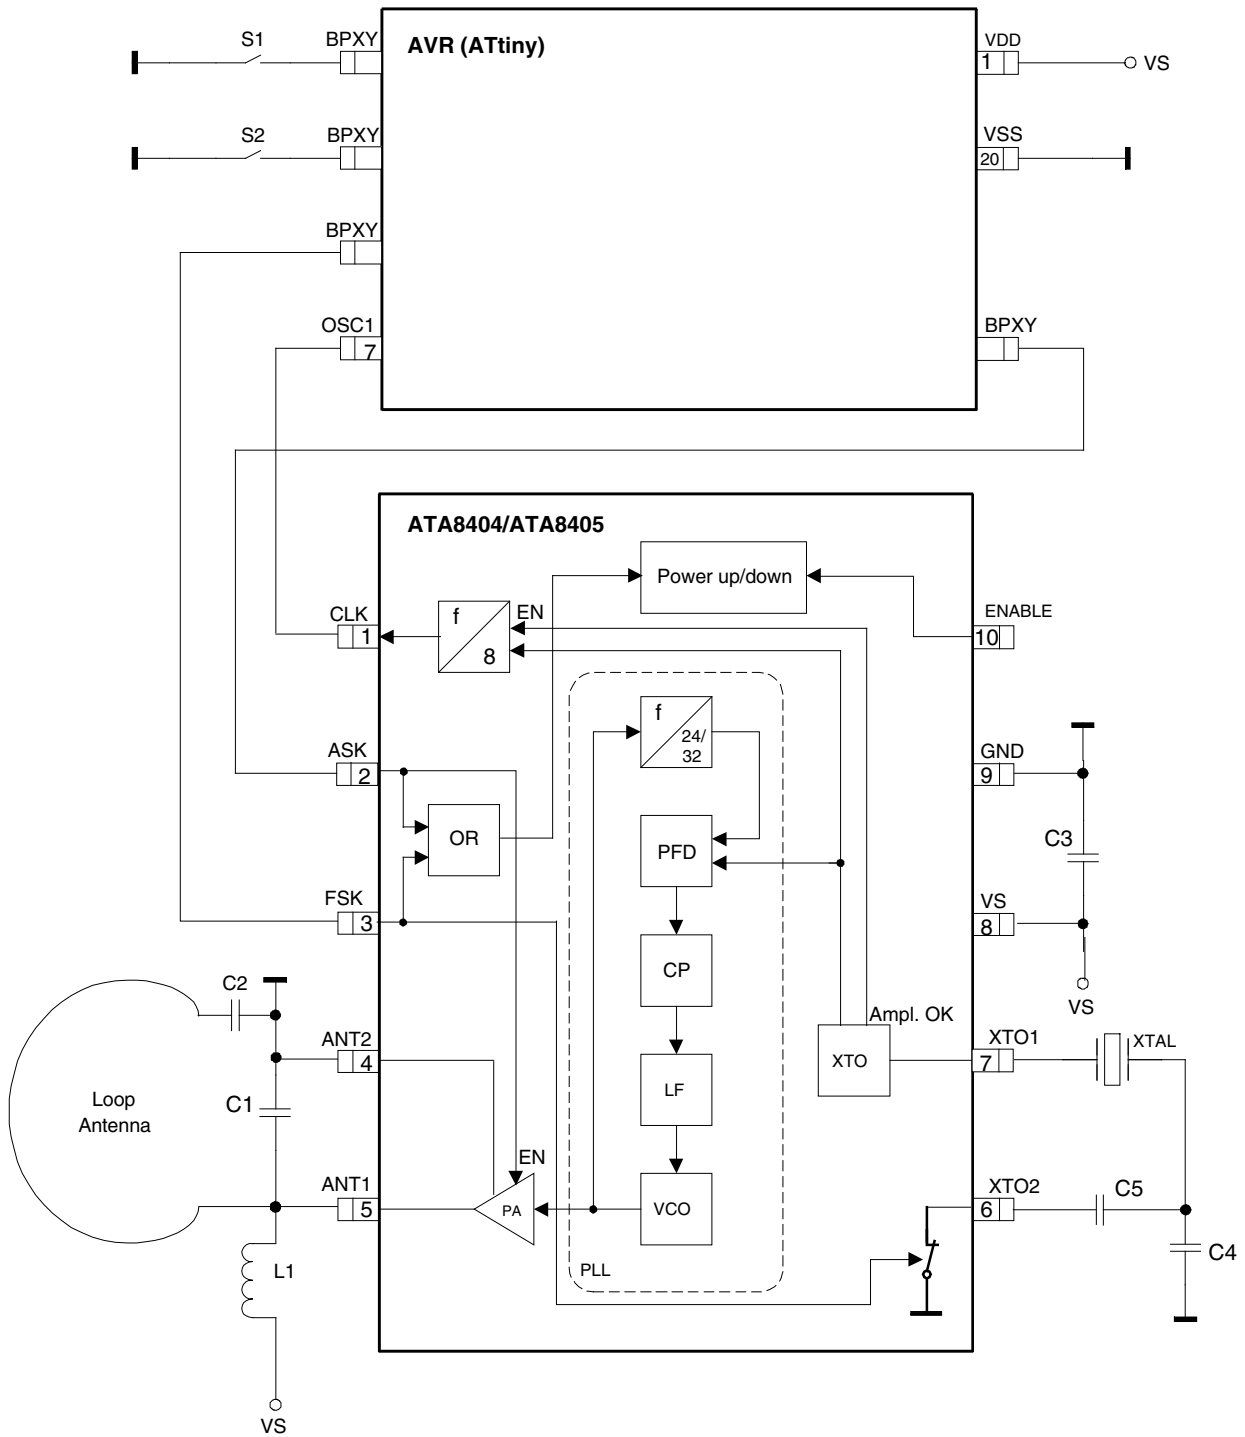 AVR (ATtiny)
S1
BPXY
VDD
1
VS
S2
BPXY
VSS
20
BPXY
OSC1
7
BPXY
ATA8404/ATA8405
Power up/down
CLK
1
f
8
EN
ENABLE
10
f
24/
32
ASK
2
GND
9
OR
PFD
C3
FSK
3
VS
8
CP
C2
VS
Ampl. OK
ANT2
4
XTO
XTO1
7
XTAL
Loop
Antenna
C1
LF
EN
ANT1
5
PA
VCO
XTO2
6
C5
C4
L1
PLL
VS